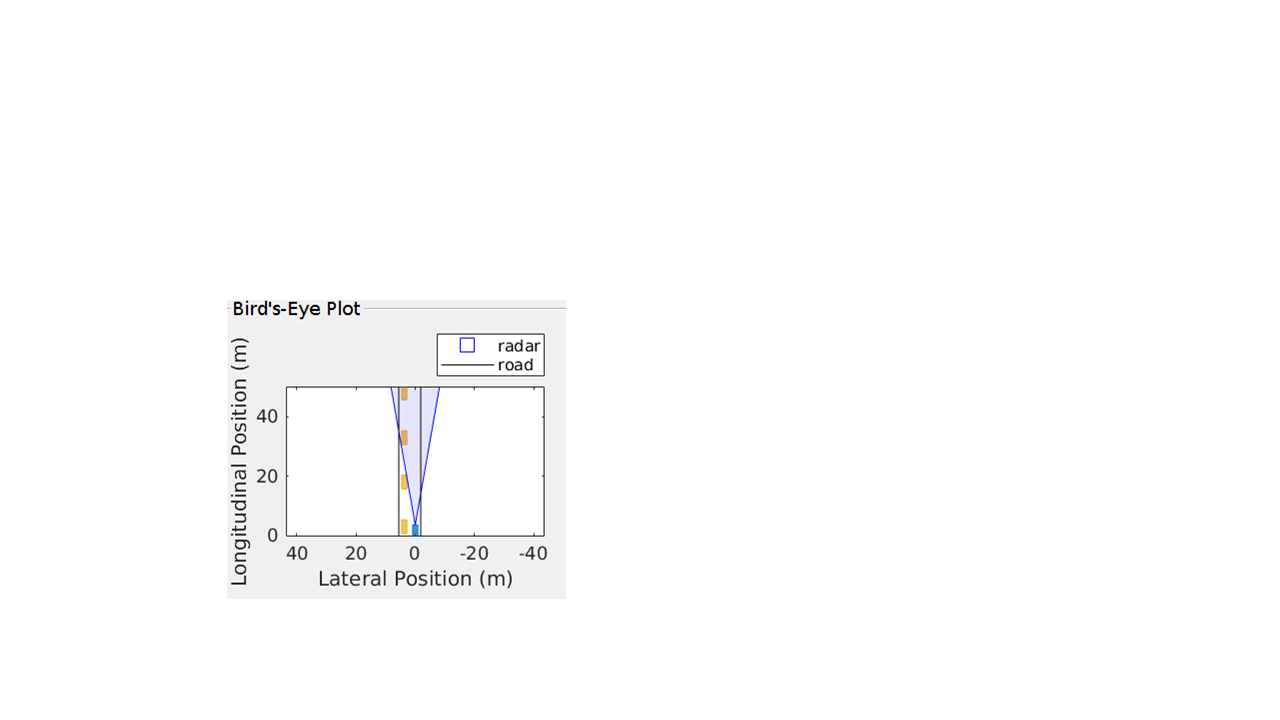 Bird's-Eye Plot
radar
road
Longitudinal Position (m)
40
20
0
40 20 0 -20 -40
Lateral Position (m)